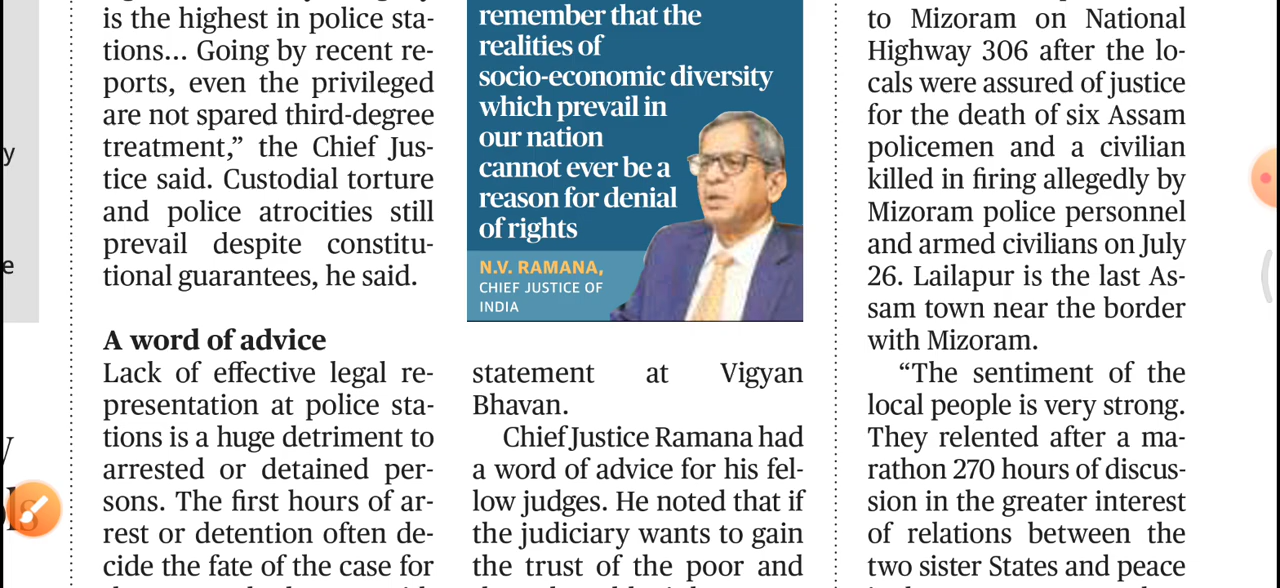 is the highest in police sta-
tions... Going by recent re-
ports, even the privileged
are not spared third-degree
treatment,” the Chief Jus-
tice said. Custodial torture
and police atrocities still
prevail despite constitu-
tional guarantees, he said.
A word of advice
Lack of effective legal re-
presentation at police sta-
tions is a huge detriment to
arrested or detained per-
sons. The first hours of ar-
rest or detention often de-
cide the fate of the case for
remember that the
realities of
socio-economic diversity
which prevail in
our nation
cannot ever be a
reason for denial
of rights
N.V. RAMANA,
CHIEF JUSTICE OF
INDIA
statement at Vigyan
Bhavan.
Chief Justice Ramana had
a word of advice for his fel-
low judges. He noted that if
the judiciary wants to gain
the trust of the poor and
to Mizoram on National
Highway 306 after the lo-
cals were assured of justice
for the death of six Assam
policemen and a civilian
killed in firing allegedly by
Mizoram police personnel
and armed civilians on July
26. Lailapur is the last As-
sam town near the border
with Mizoram.
“The sentiment of the
local people is very strong.
They relented after a ma-
rathon 270 hours of discus-
sion in the greater interest
of relations between the
two sister States and peace